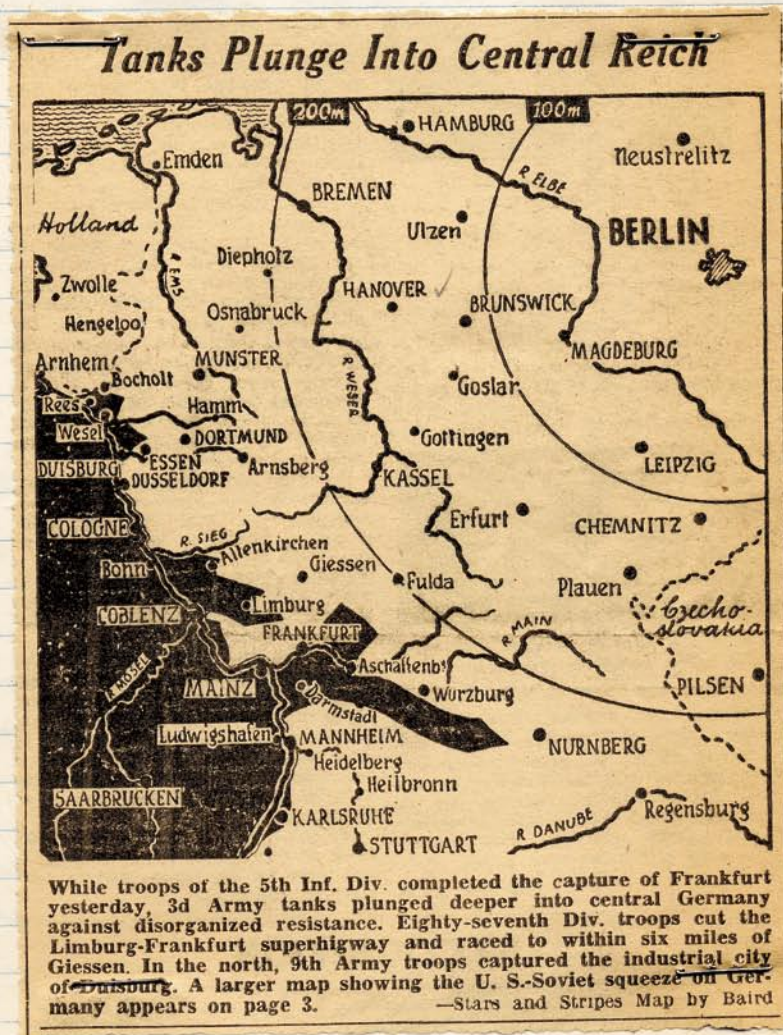 Tanks Plunge Into Central Reich
200m
100m
HAMBURG
Neustrelitz
Emden
R. ELBE
BREMEN
Holland
Ulzen
BERLIN
R EMS
Diepholz
Zwolle
HANOVER
BRUNSWICK
Osnabruck
Hengeloo
MAGDEBURG
Arnhem
MUNSTER
R. WESER
Bocholt
Goslar
Rees
Hamm
Wesel
DORTMUND
Gottingen
ESSEN
LEIPZIG
DUISBURG
Arnsberg
KASSEL
DUSSELDORF
Erfurt
CHEMNITZ
COLOGNE
R. SIEG
Altenkirchen
Bohn
Giessen
Fulda
Plauen
Limburg
Czecho-
slovakia
COBLENZ
FRANKFURT
R MAIN
Aschaffenb'
R MOSEL
MAINZ
Wurzburg
PILSEN
Darmstadt
Ludwigshafen
MANNHEIM
NURNBERG
Heidelberg
Heilbronn
SAARBRUCKEN
Regensburg
KARLSRUHE
R DANUBE
STUTTGART
While troops of the 5th Inf. Div. completed the capture of Frankfurt
yesterday, 3d Army tanks plunged deeper into central Germany
against disorganized resistance. Eighty-seventh Div. troops cut the
Limburg-Frankfurt superhighway and raced to within six miles of
Giessen. In the north, 9th Army troops captured the industrial city
of Duisburg. A larger map showing the U. S.-Soviet squeeze on Ger-
many appears on page 3. —Stars and Stripes Map by Baird